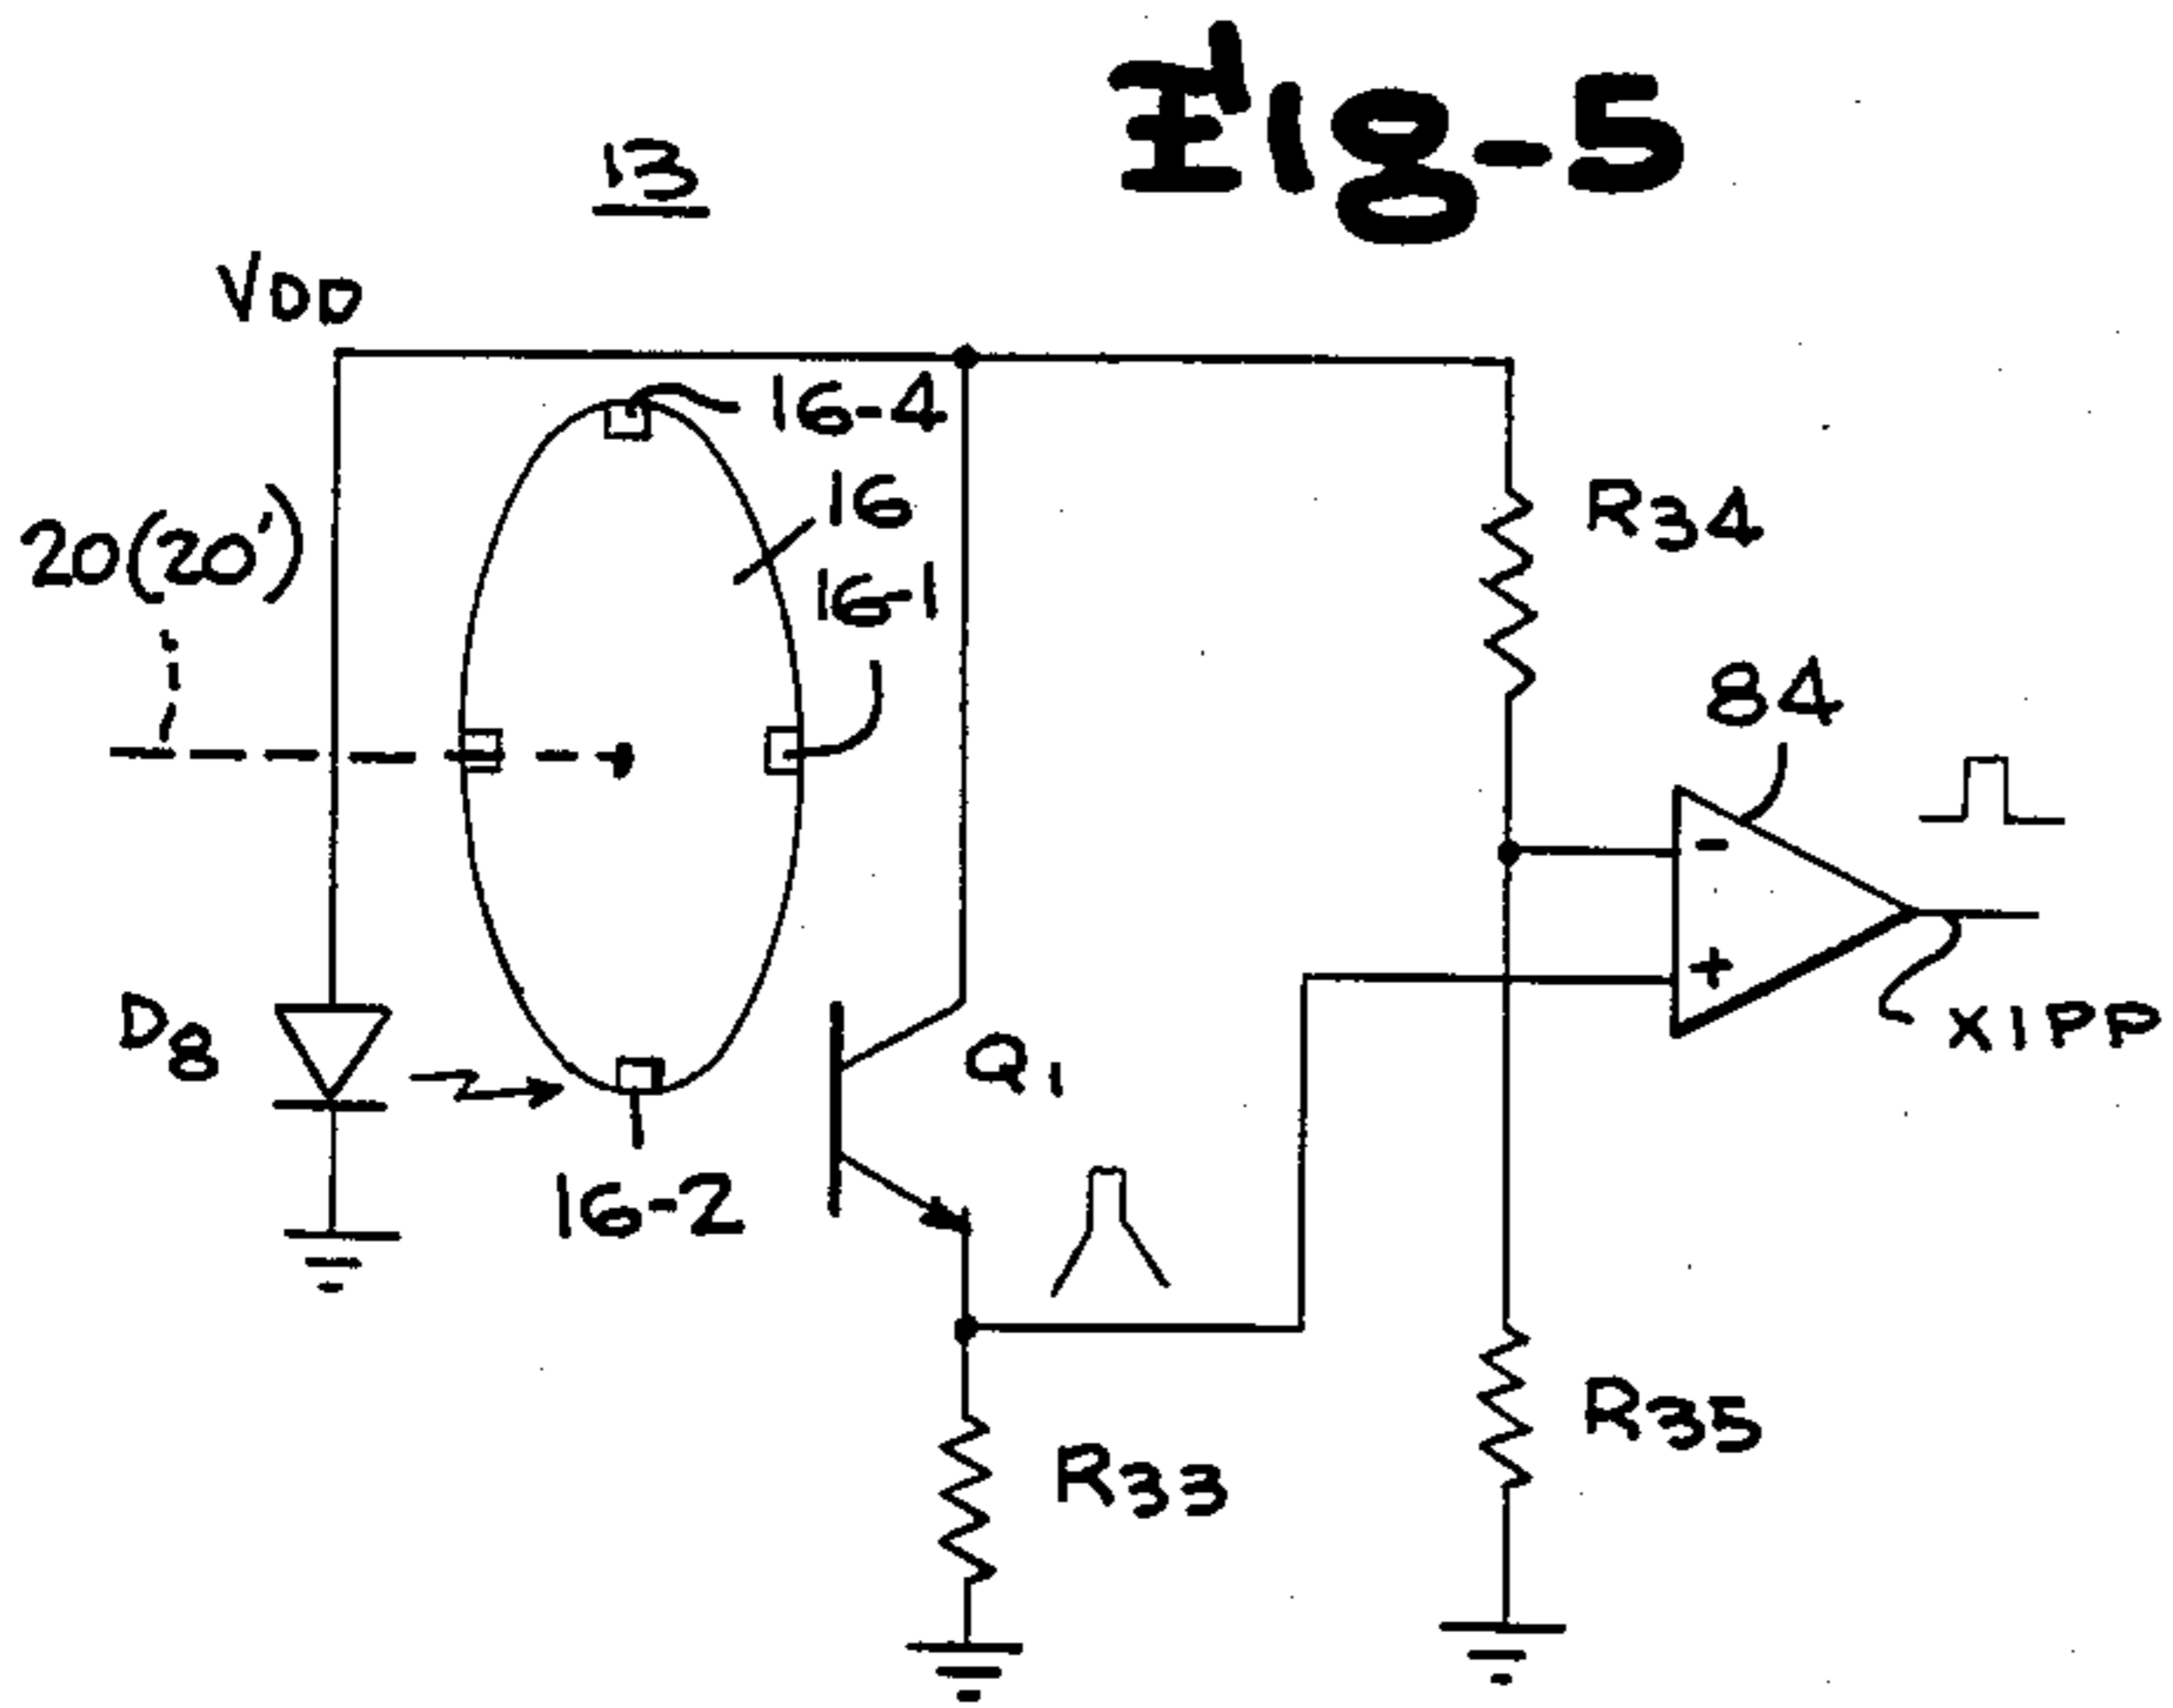 Fig-5
13
VDD
16-4
16
16-1
20(20')
R34
84
-
+
X1PP
D8
Q1
16-2
R33
R35